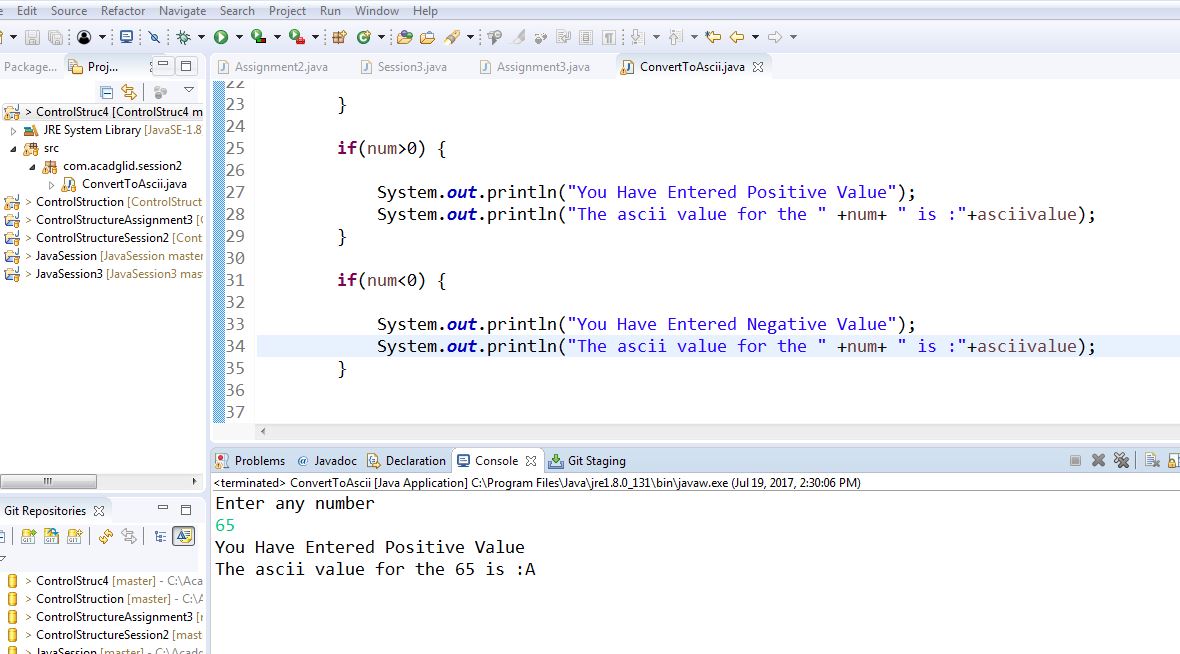 Edit Source Refactor Navigate Search Project Run Window Help
Package... Proj...
> ControlStruc4 [ControlStruc4 m
JRE System Library [JavaSE-1.8
src
com.acadglid.session2
ConvertToAscii.java
> ControlStruction [ControlStruct
> ControlStructureAssignment3 [C
> ControlStructureSession2 [Cont
> JavaSession [JavaSession master
> JavaSession3 [JavaSession3 mas
Git Repositories
> ControlStruc4 [master] - C:\Aca
> ControlStruction [master] - C:\A
> ControlStructureAssignment3 [r
> ControlStructureSession2 [mast
> JavaSession [master] - C:\Acad
Assignment2.java Session3.java Assignment3.java ConvertToAscii.java
22
23 }
24
25 if(num>0) {
26
27 System.out.println("You Have Entered Positive Value");
28 System.out.println("The ascii value for the " +num+ " is :"+asciivalue);
29 }
30
31 if(num<0) {
32
33 System.out.println("You Have Entered Negative Value");
34 System.out.println("The ascii value for the " +num+ " is :"+asciivalue);
35 }
36
37
Problems @ Javadoc Declaration Console Git Staging
<terminated> ConvertToAscii [Java Application] C:\Program Files\Java\jre1.8.0_131\bin\javaw.exe (Jul 19, 2017, 2:30:06 PM)
Enter any number
65
You Have Entered Positive Value
The ascii value for the 65 is :A